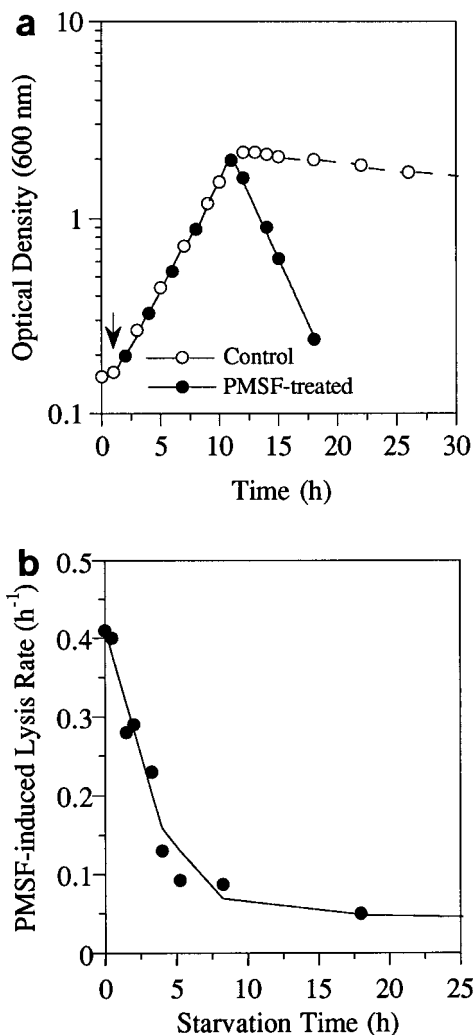 a
10
1
0.1
Optical Density (600 nm)
Control
PMSF-treated
0 5 10 15 20 25 30
Time (h)
b
0.5
0.4
0.3
0.2
0.1
0
PMSF-induced Lysis Rate (h-1)
0 5 10 15 20 25
Starvation Time (h)